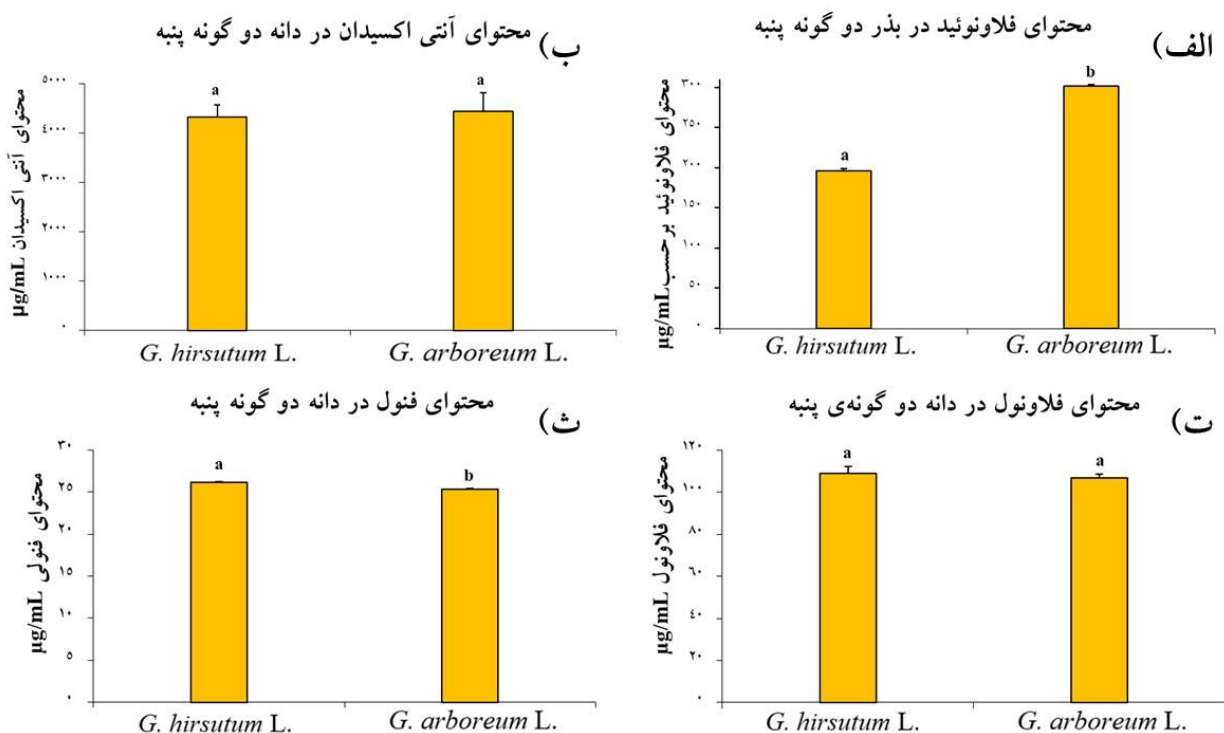 الف)
محتوای فلاونوئید در بذر دو گونه پنبه
محتوای فلاونوئید برحسب،µg/mL
۳۰۰
۲۵۰
۲۰۰
۱۵۰
۱۰۰
۵۰
۰
a
b
G. hirsutum L.
G. arboreum L.
ب)
محتوای آنتی اکسیدان در دانه دو گونه پنبه
محتوای آنتی اکسیدان µg/mL
۵۰۰۰
٤۰۰۰
۳۰۰۰
۲۰۰۰
۱۰۰۰
۰
a
a
G. hirsutum L.
G. arboreum L.
ت)
محتوای فلاونول در دانه دو گونه‌ی پنبه
محتوای فلاونول µg/mL
۱۲۰
۱۰۰
۸۰
٦۰
٤۰
۲۰
۰
a
a
G. hirsutum L.
G. arboreum L.
ث)
محتوای فنول در دانه دو گونه پنبه
محتوای فنولی µg/mL
۳۰
۲۵
۲۰
۱۵
۱۰
۵
۰
a
b
G. hirsutum L.
G. arboreum L.